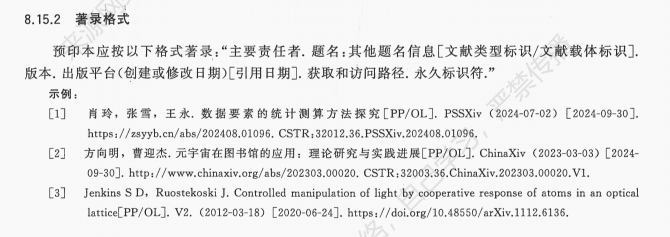 8.15.2 著录格式
预印本应按以下格式著录:“主要责任者. 题名:其他题名信息[文献类型标识/文献载体标识].
版本. 出版平台(创建或修改日期)[引用日期]. 获取和访问路径. 永久标识符.”
示例:
[1] 肖玲,张雪,王永. 数据要素的统计测算方法探究[PP/OL]. PSSXiv (2024-07-02) [2024-09-30].
https://zsyyb.cn/abs/202408.01096. CSTR:32012.36.PSSXiv.202408.01096.
[2] 方向明,曹迎杰. 元宇宙在图书馆的应用:理论研究与实践进展[PP/OL]. ChinaXiv (2023-03-03) [2024-
09-30]. http://www.chinaxiv.org/abs/202303.00020. CSTR:32003.36.ChinaXiv.202303.00020.V1.
[3] Jenkins S D, Ruostekoski J. Controlled manipulation of light by cooperative response of atoms in an optical
lattice[PP/OL]. V2. (2012-03-18) [2020-06-24]. https://doi.org/10.48550/arXiv.1112.6136.
严禁传播